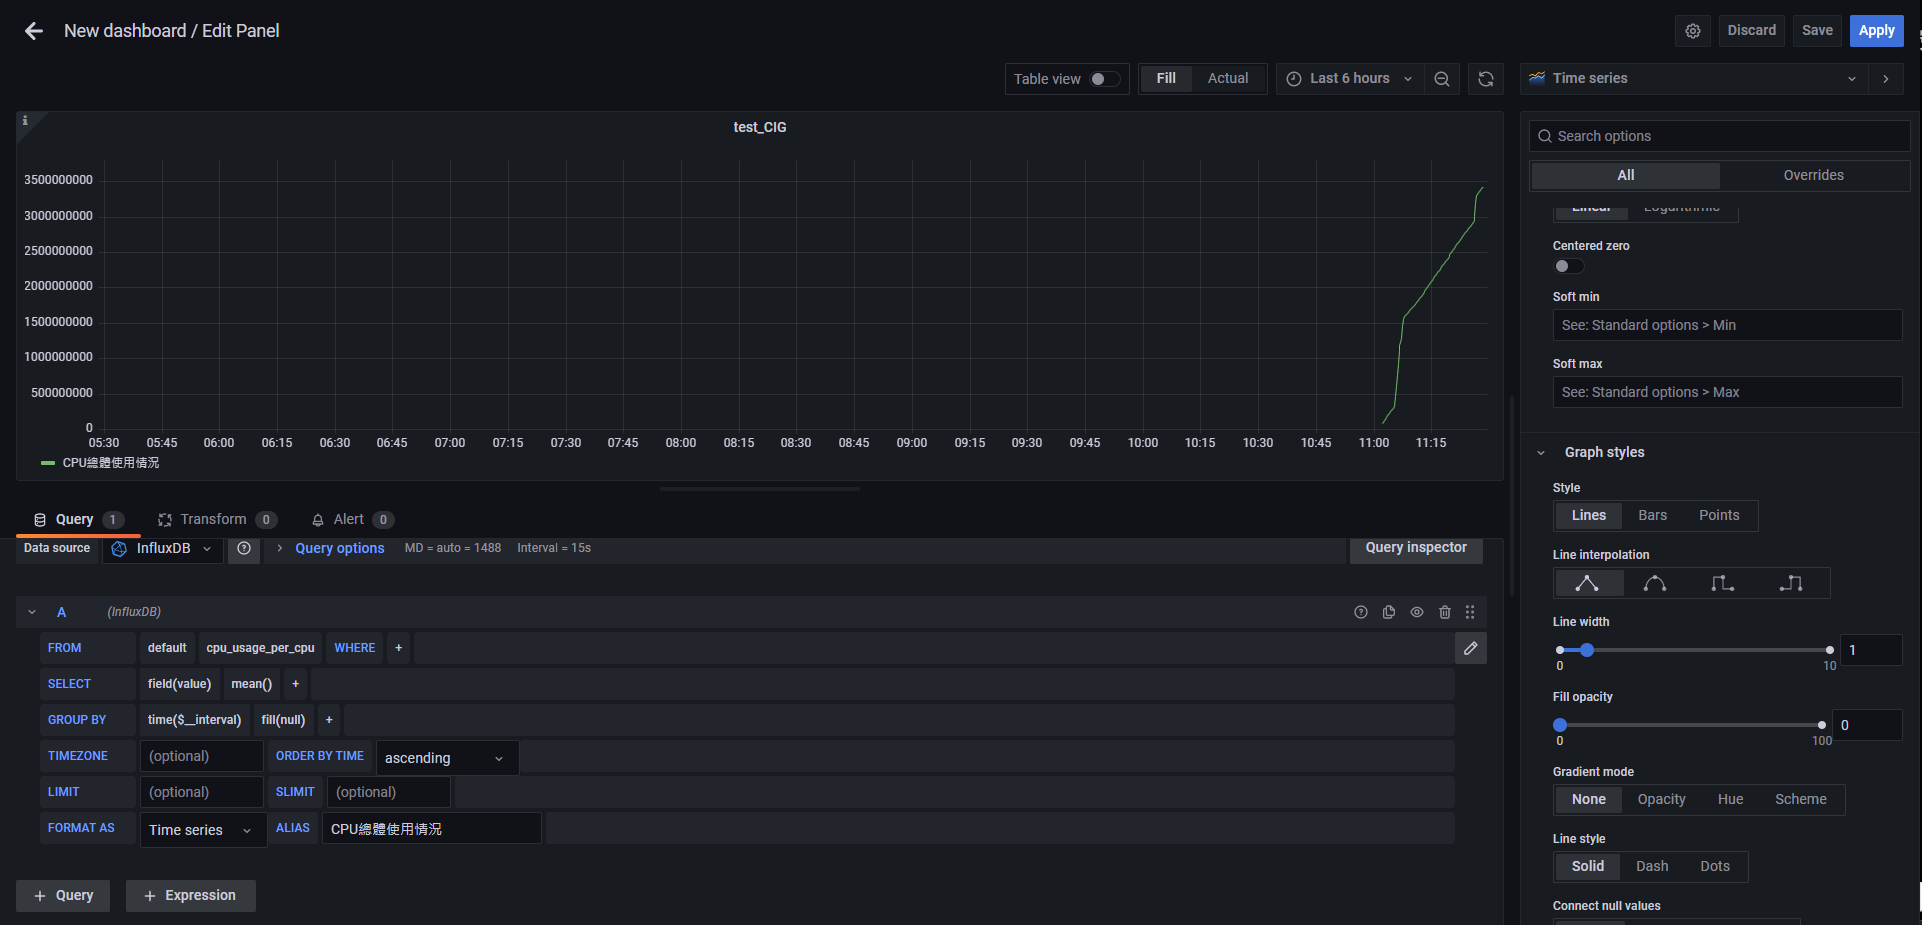 New dashboard / Edit Panel
Discard
Save
Apply
Table view
Fill
Actual
Last 6 hours
Time series
i
test_CIG
3500000000
3000000000
2500000000
2000000000
1500000000
1000000000
500000000
0
05:30 05:45 06:00 06:15 06:30 06:45 07:00 07:15 07:30 07:45 08:00 08:15 08:30 08:45 09:00 09:15 09:30 09:45 10:00 10:15 10:30 10:45 11:00 11:15
CPU總體使用情況
Query 1
Transform 0
Alert 0
Data source
InfluxDB
Query options
MD = auto = 1488
Interval = 15s
Query inspector
A
(InfluxDB)
FROM default cpu_usage_per_cpu WHERE +
SELECT field(value) mean() +
GROUP BY time($__interval) fill(null) +
TIMEZONE (optional) ORDER BY TIME ascending
LIMIT (optional) SLIMIT (optional)
FORMAT AS Time series ALIAS CPU總體使用情況
+ Query
+ Expression
Search options
All
Overrides
Linear
Logarithmic
Centered zero
Soft min
See: Standard options > Min
Soft max
See: Standard options > Max
Graph styles
Style
Lines Bars Points
Line interpolation
Line width
0 10 1
Fill opacity
0 100 0
Gradient mode
None Opacity Hue Scheme
Line style
Solid Dash Dots
Connect null values